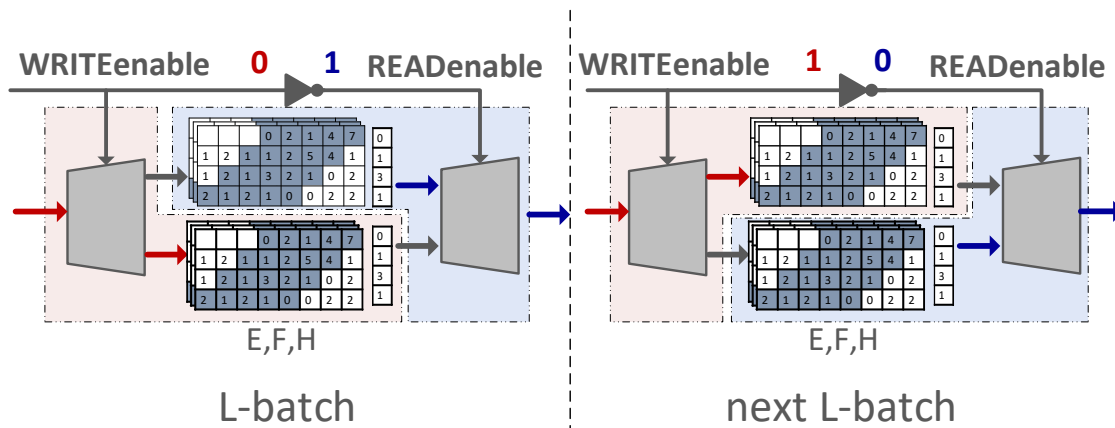 WRITEenable 0 1 READenable
0 2 1 4 7 0
1 2 1 1 2 5 4 1 1
1 2 1 3 2 1 0 2 3
2 1 2 1 0 0 2 2 1
0 2 1 4 7 0
1 2 1 1 2 5 4 1 1
1 2 1 3 2 1 0 2 3
2 1 2 1 0 0 2 2 1
E,F,H
L-batch
WRITEenable 1 0 READenable
0 2 1 4 7 0
1 2 1 1 2 5 4 1 1
1 2 1 3 2 1 0 2 3
2 1 2 1 0 0 2 2 1
0 2 1 4 7 0
1 2 1 1 2 5 4 1 1
1 2 1 3 2 1 0 2 3
2 1 2 1 0 0 2 2 1
E,F,H
next L-batch